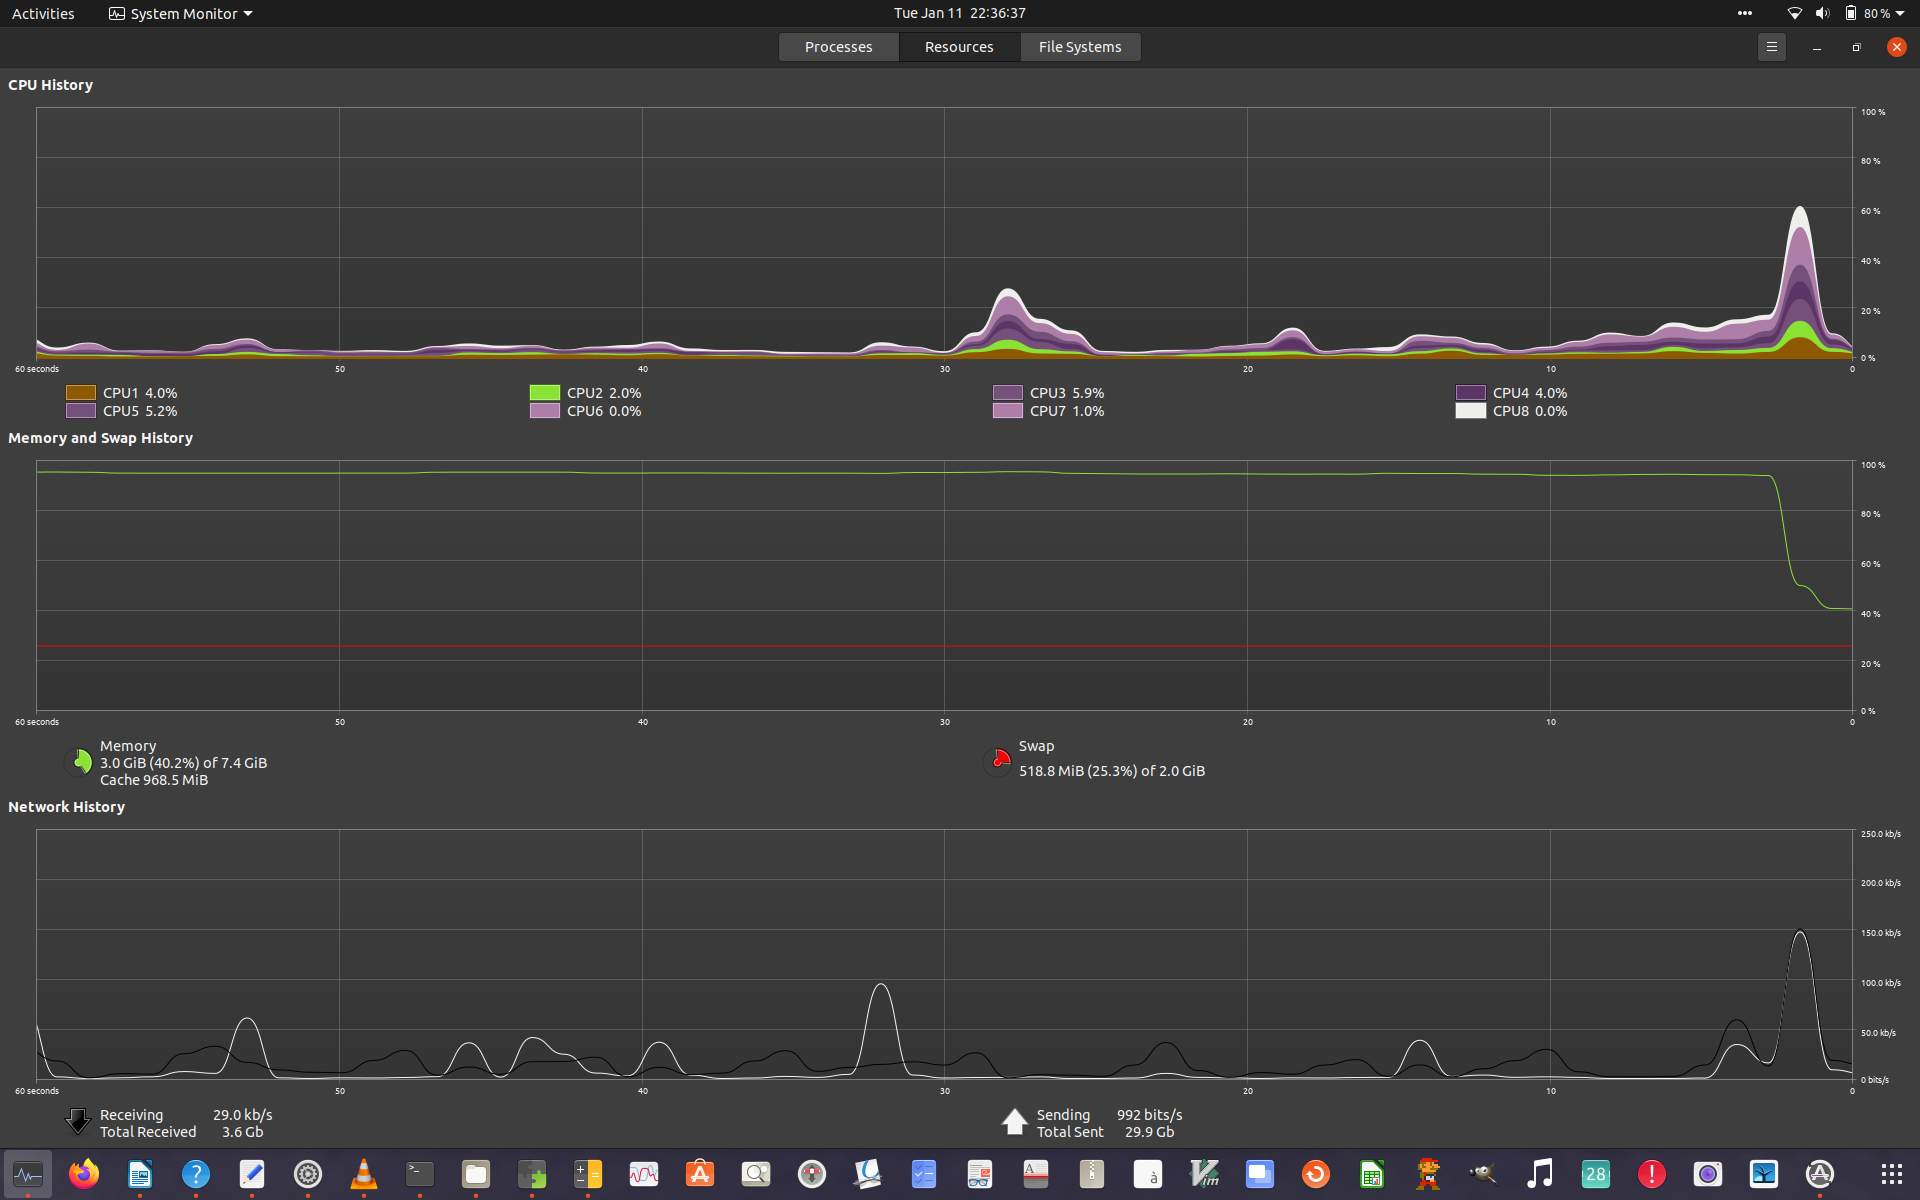 Activities System Monitor Tue Jan 11 22:36:37 80 %
Processes Resources File Systems
CPU History
100 %
80 %
60 %
40 %
20 %
0 %
60 seconds 50 40 30 20 10 0
CPU1 4.0% CPU2 2.0% CPU3 5.9% CPU4 4.0%
CPU5 5.2% CPU6 0.0% CPU7 1.0% CPU8 0.0%
Memory and Swap History
100 %
80 %
60 %
40 %
20 %
0 %
60 seconds 50 40 30 20 10 0
Memory Swap
3.0 GiB (40.2%) of 7.4 GiB 518.8 MiB (25.3%) of 2.0 GiB
Cache 968.5 MiB
Network History
250.0 kb/s
200.0 kb/s
150.0 kb/s
100.0 kb/s
50.0 kb/s
0 bits/s
60 seconds 50 40 30 20 10 0
Receiving 29.0 kb/s Sending 992 bits/s
Total Received 3.6 Gb Total Sent 29.9 Gb
? >_ A à Vim 28 !